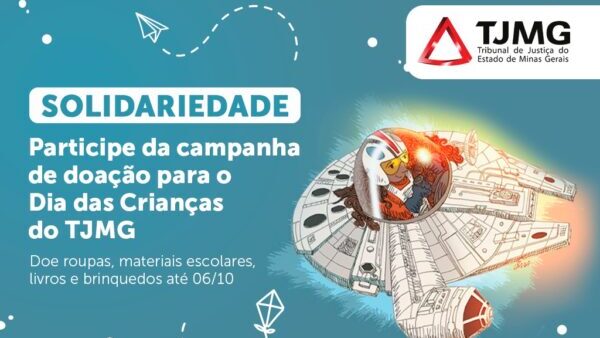 TJMG
Tribunal de Justiça do
Estado de Minas Gerais
SOLIDARIEDADE
Participe da campanha
de doação para o
Dia das Crianças
do TJMG
Doe roupas, materiais escolares,
livros e brinquedos até 06/10